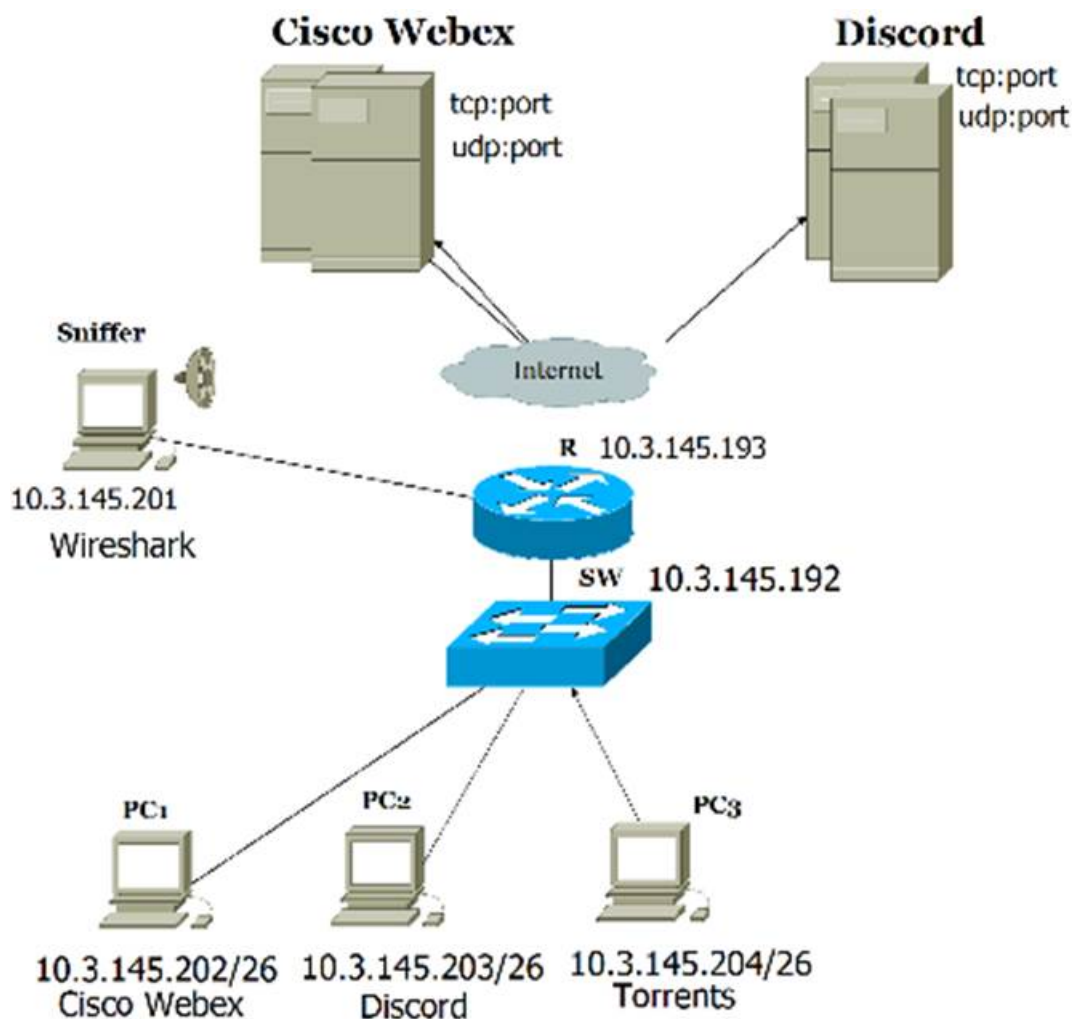 Cisco Webex
tcp:port
udp:port
Discord
tcp:port
udp:port
Sniffer
10.3.145.201
Wireshark
Internet
R 10.3.145.193
SW 10.3.145.192
PC1
10.3.145.202/26
Cisco Webex
PC2
10.3.145.203/26
Discord
PC3
10.3.145.204/26
Torrents